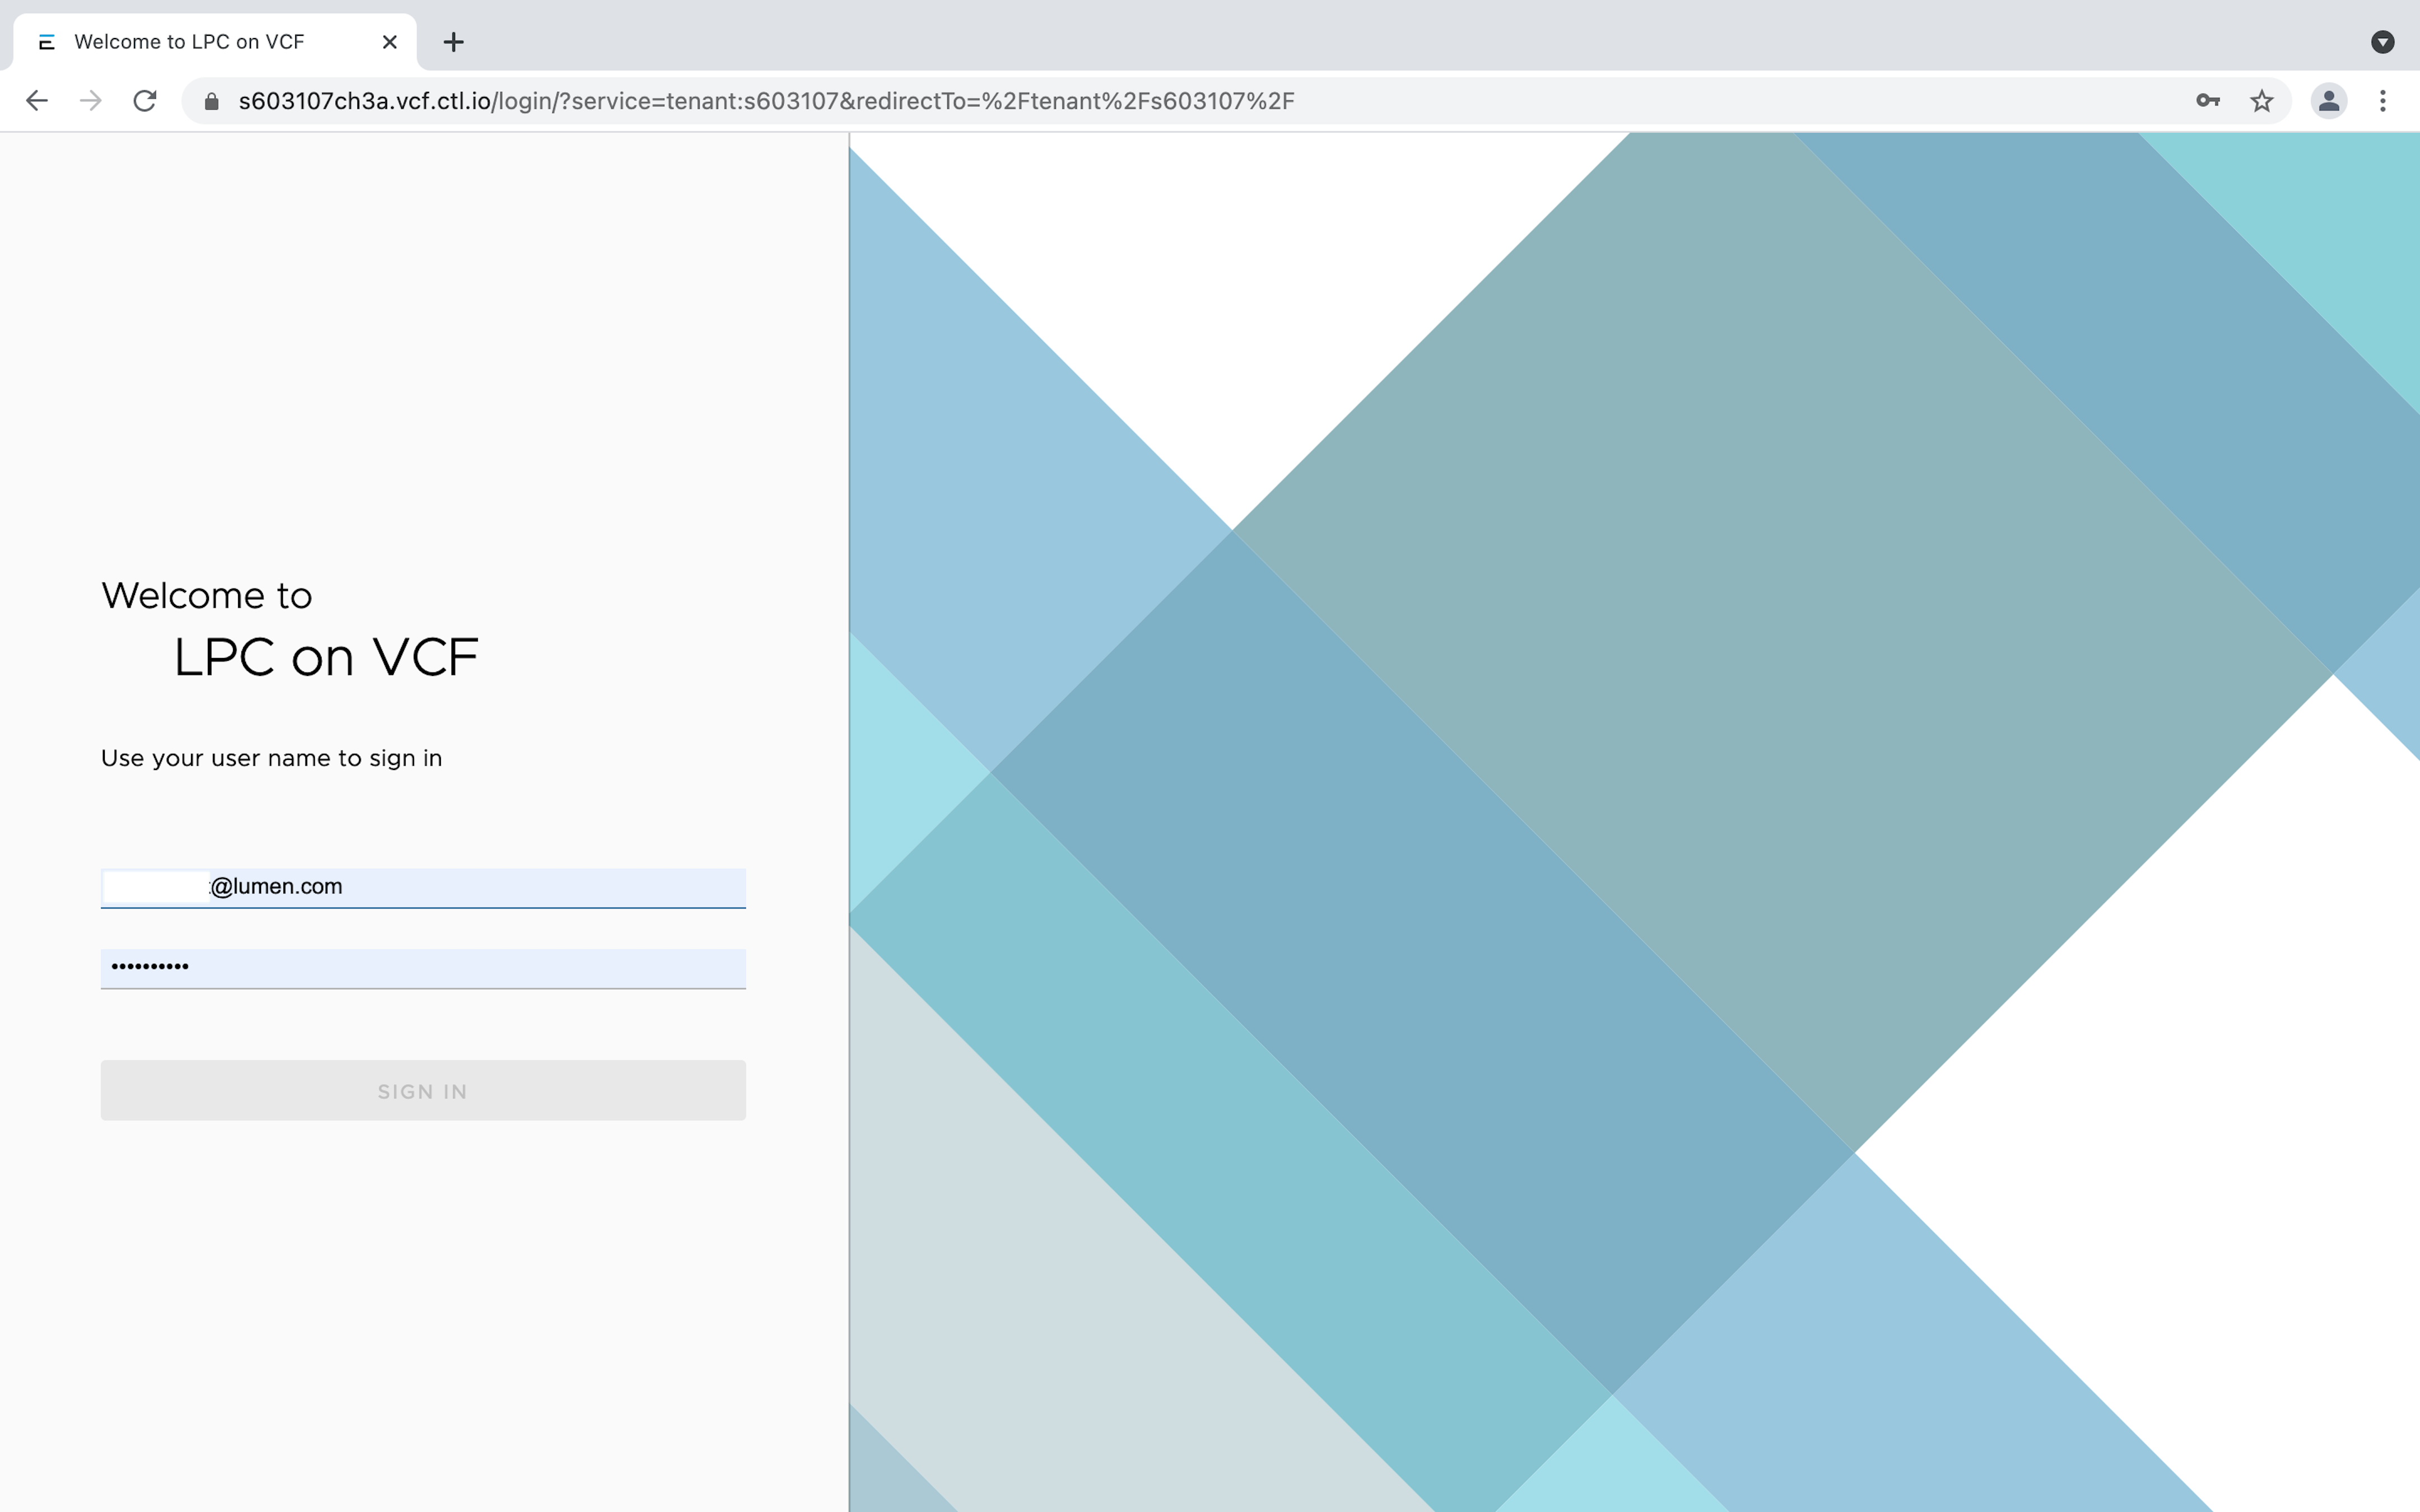 Welcome to LPC on VCF
s603107ch3a.vcf.ctl.io/login/?service=tenant:s603107&redirectTo=%2Ftenant%2Fs603107%2F
Welcome to
LPC on VCF
Use your user name to sign in
@lumen.com
••••••••••
SIGN IN